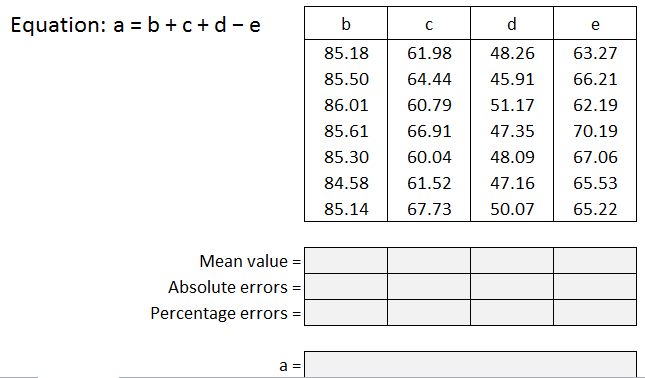 Equation: a = b + c + d − e
b c d e
85.18 61.98 48.26 63.27
85.50 64.44 45.91 66.21
86.01 60.79 51.17 62.19
85.61 66.91 47.35 70.19
85.30 60.04 48.09 67.06
84.58 61.52 47.16 65.53
85.14 67.73 50.07 65.22
Mean value =
Absolute errors =
Percentage errors =
a =